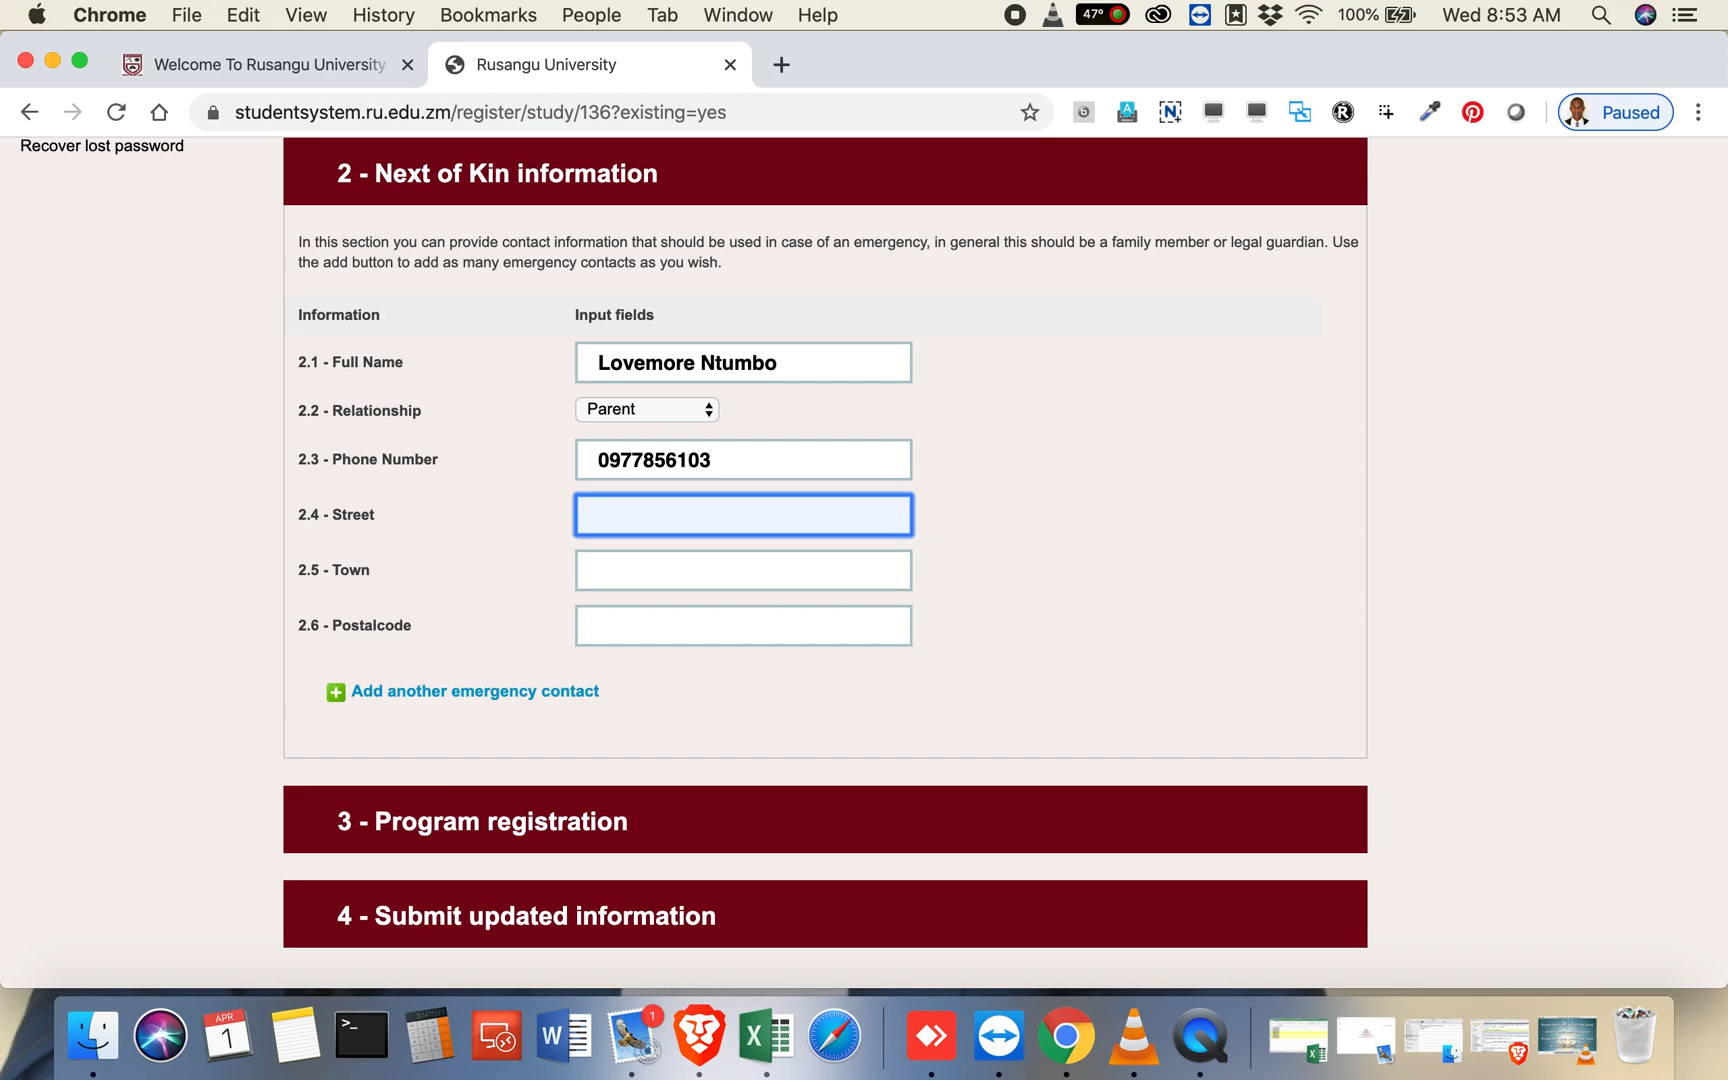 Chrome File Edit View History Bookmarks People Tab Window Help 47° 100% Wed 8:53 AM
Welcome To Rusangu University
Rusangu University
studentsystem.ru.edu.zm/register/study/136?existing=yes
Paused
Recover lost password
2 - Next of Kin information
In this section you can provide contact information that should be used in case of an emergency, in general this should be a family member or legal guardian. Use
the add button to add as many emergency contacts as you wish.
Information Input fields
2.1 - Full Name Lovemore Ntumbo
2.2 - Relationship Parent
2.3 - Phone Number 0977856103
2.4 - Street
2.5 - Town
2.6 - Postalcode
Add another emergency contact
3 - Program registration
4 - Submit updated information
APR
1
1